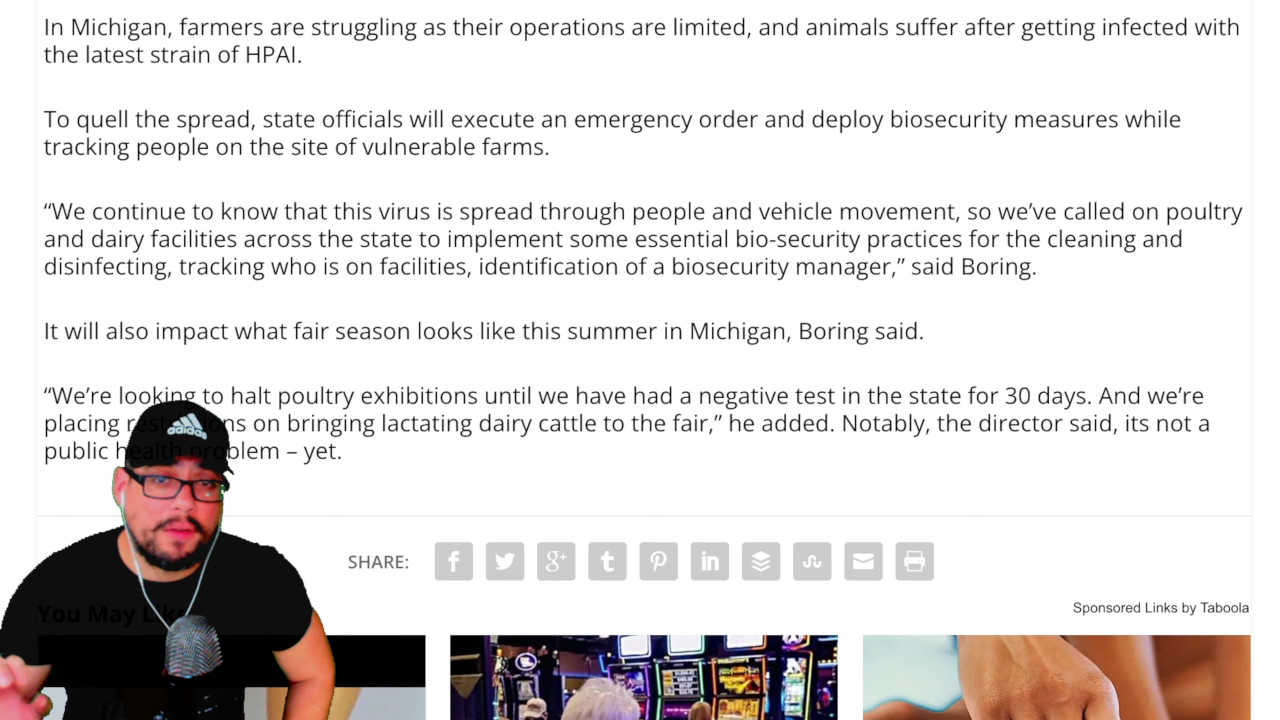 In Michigan, farmers are struggling as their operations are limited, and animals suffer after getting infected with
the latest strain of HPAI.
To quell the spread, state officials will execute an emergency order and deploy biosecurity measures while
tracking people on the site of vulnerable farms.
“We continue to know that this virus is spread through people and vehicle movement, so we’ve called on poultry
and dairy facilities across the state to implement some essential bio-security practices for the cleaning and
disinfecting, tracking who is on facilities, identification of a biosecurity manager,” said Boring.
It will also impact what fair season looks like this summer in Michigan, Boring said.
“We’re looking to halt poultry exhibitions until we have had a negative test in the state for 30 days. And we’re
placing restrictions on bringing lactating dairy cattle to the fair,” he added. Notably, the director said, its not a
public health problem – yet.
adidas
SHARE:
You May Like
Sponsored Links by Taboola